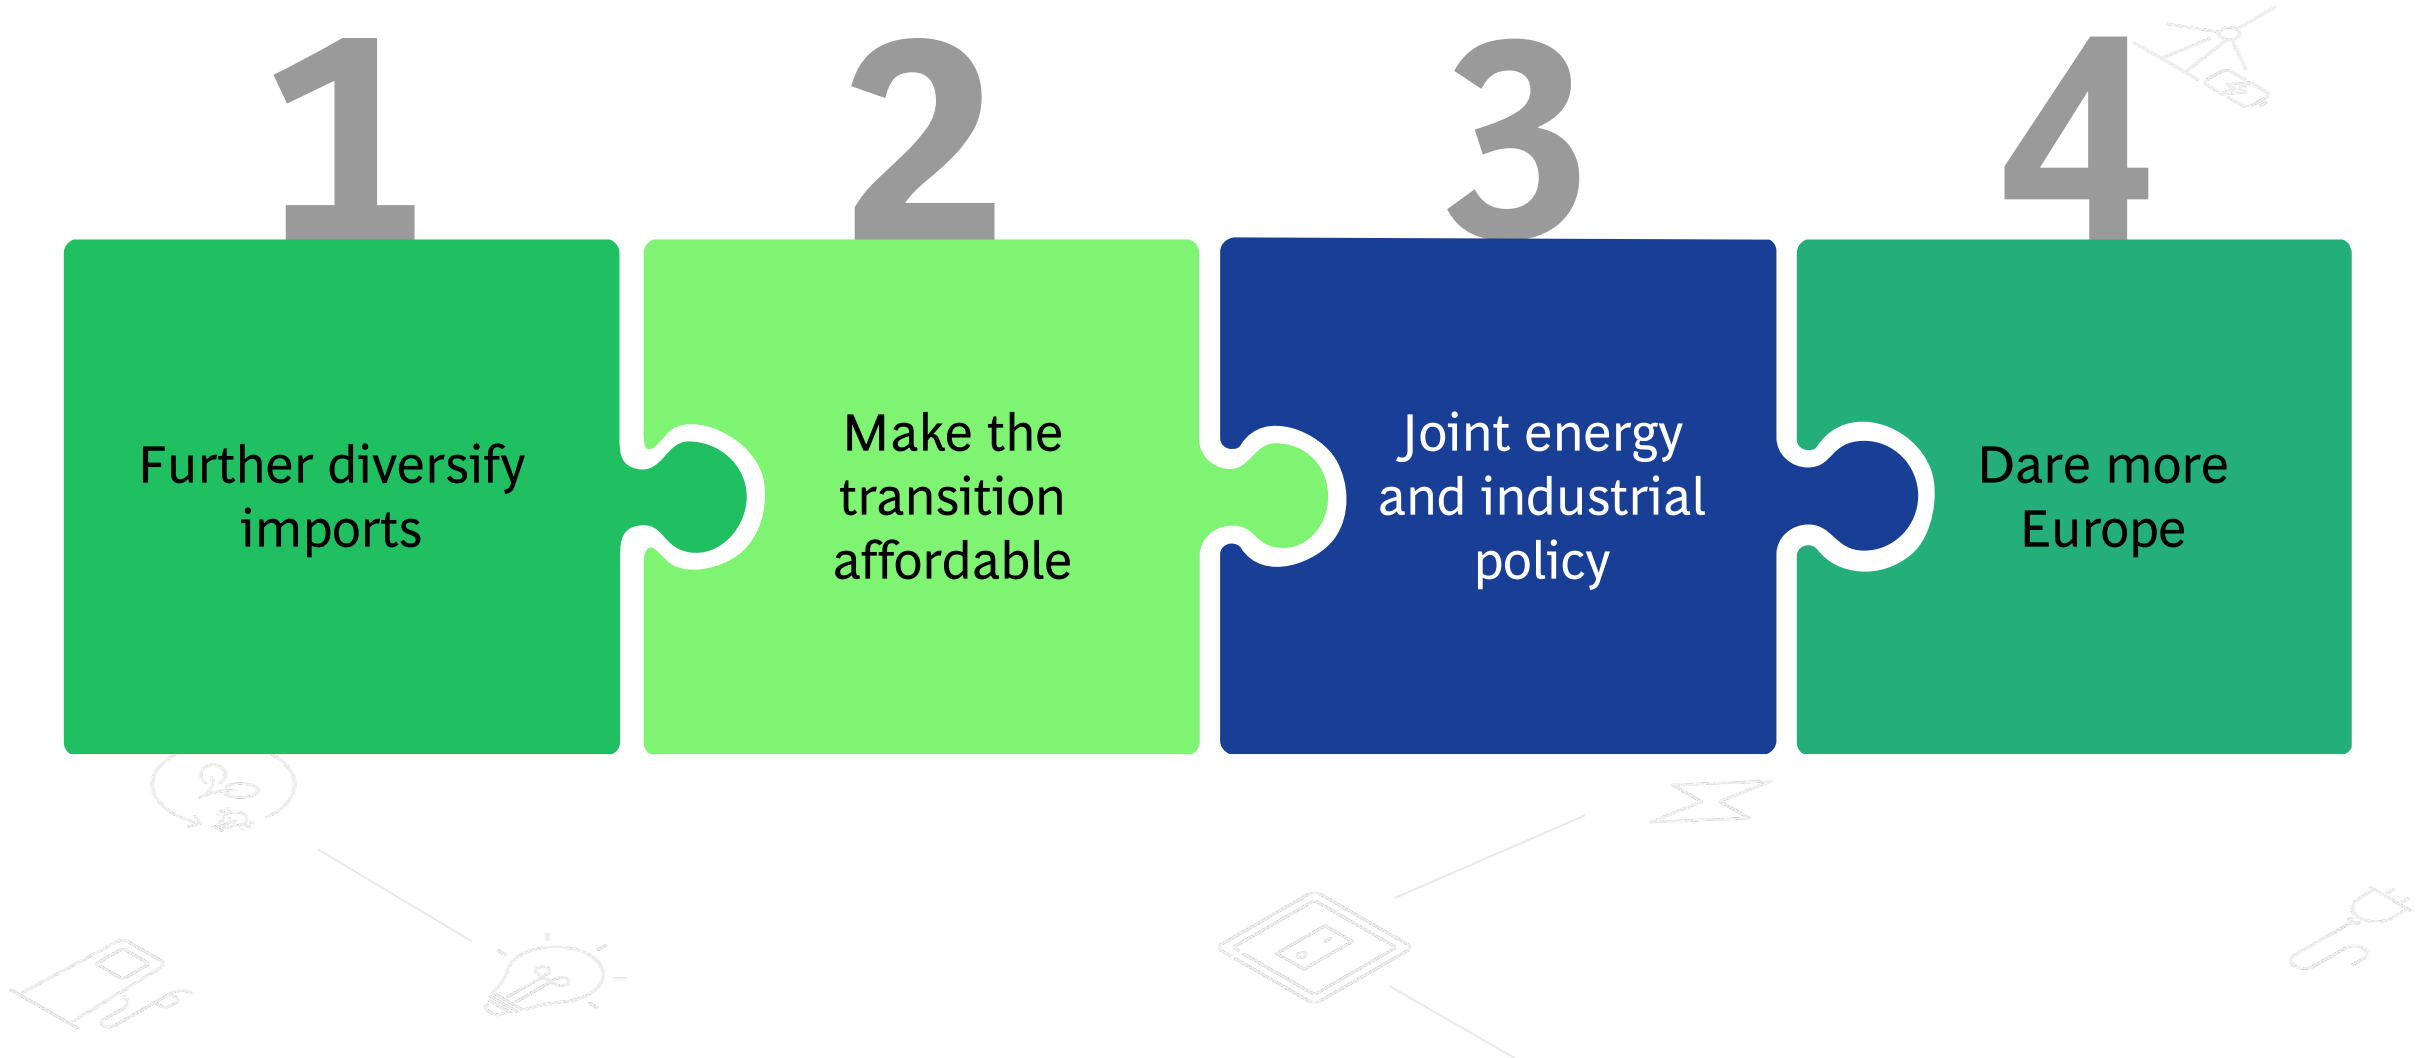 1
2
3
4
Further diversify
imports
Make the
transition
affordable
Joint energy
and industrial
policy
Dare more
Europe